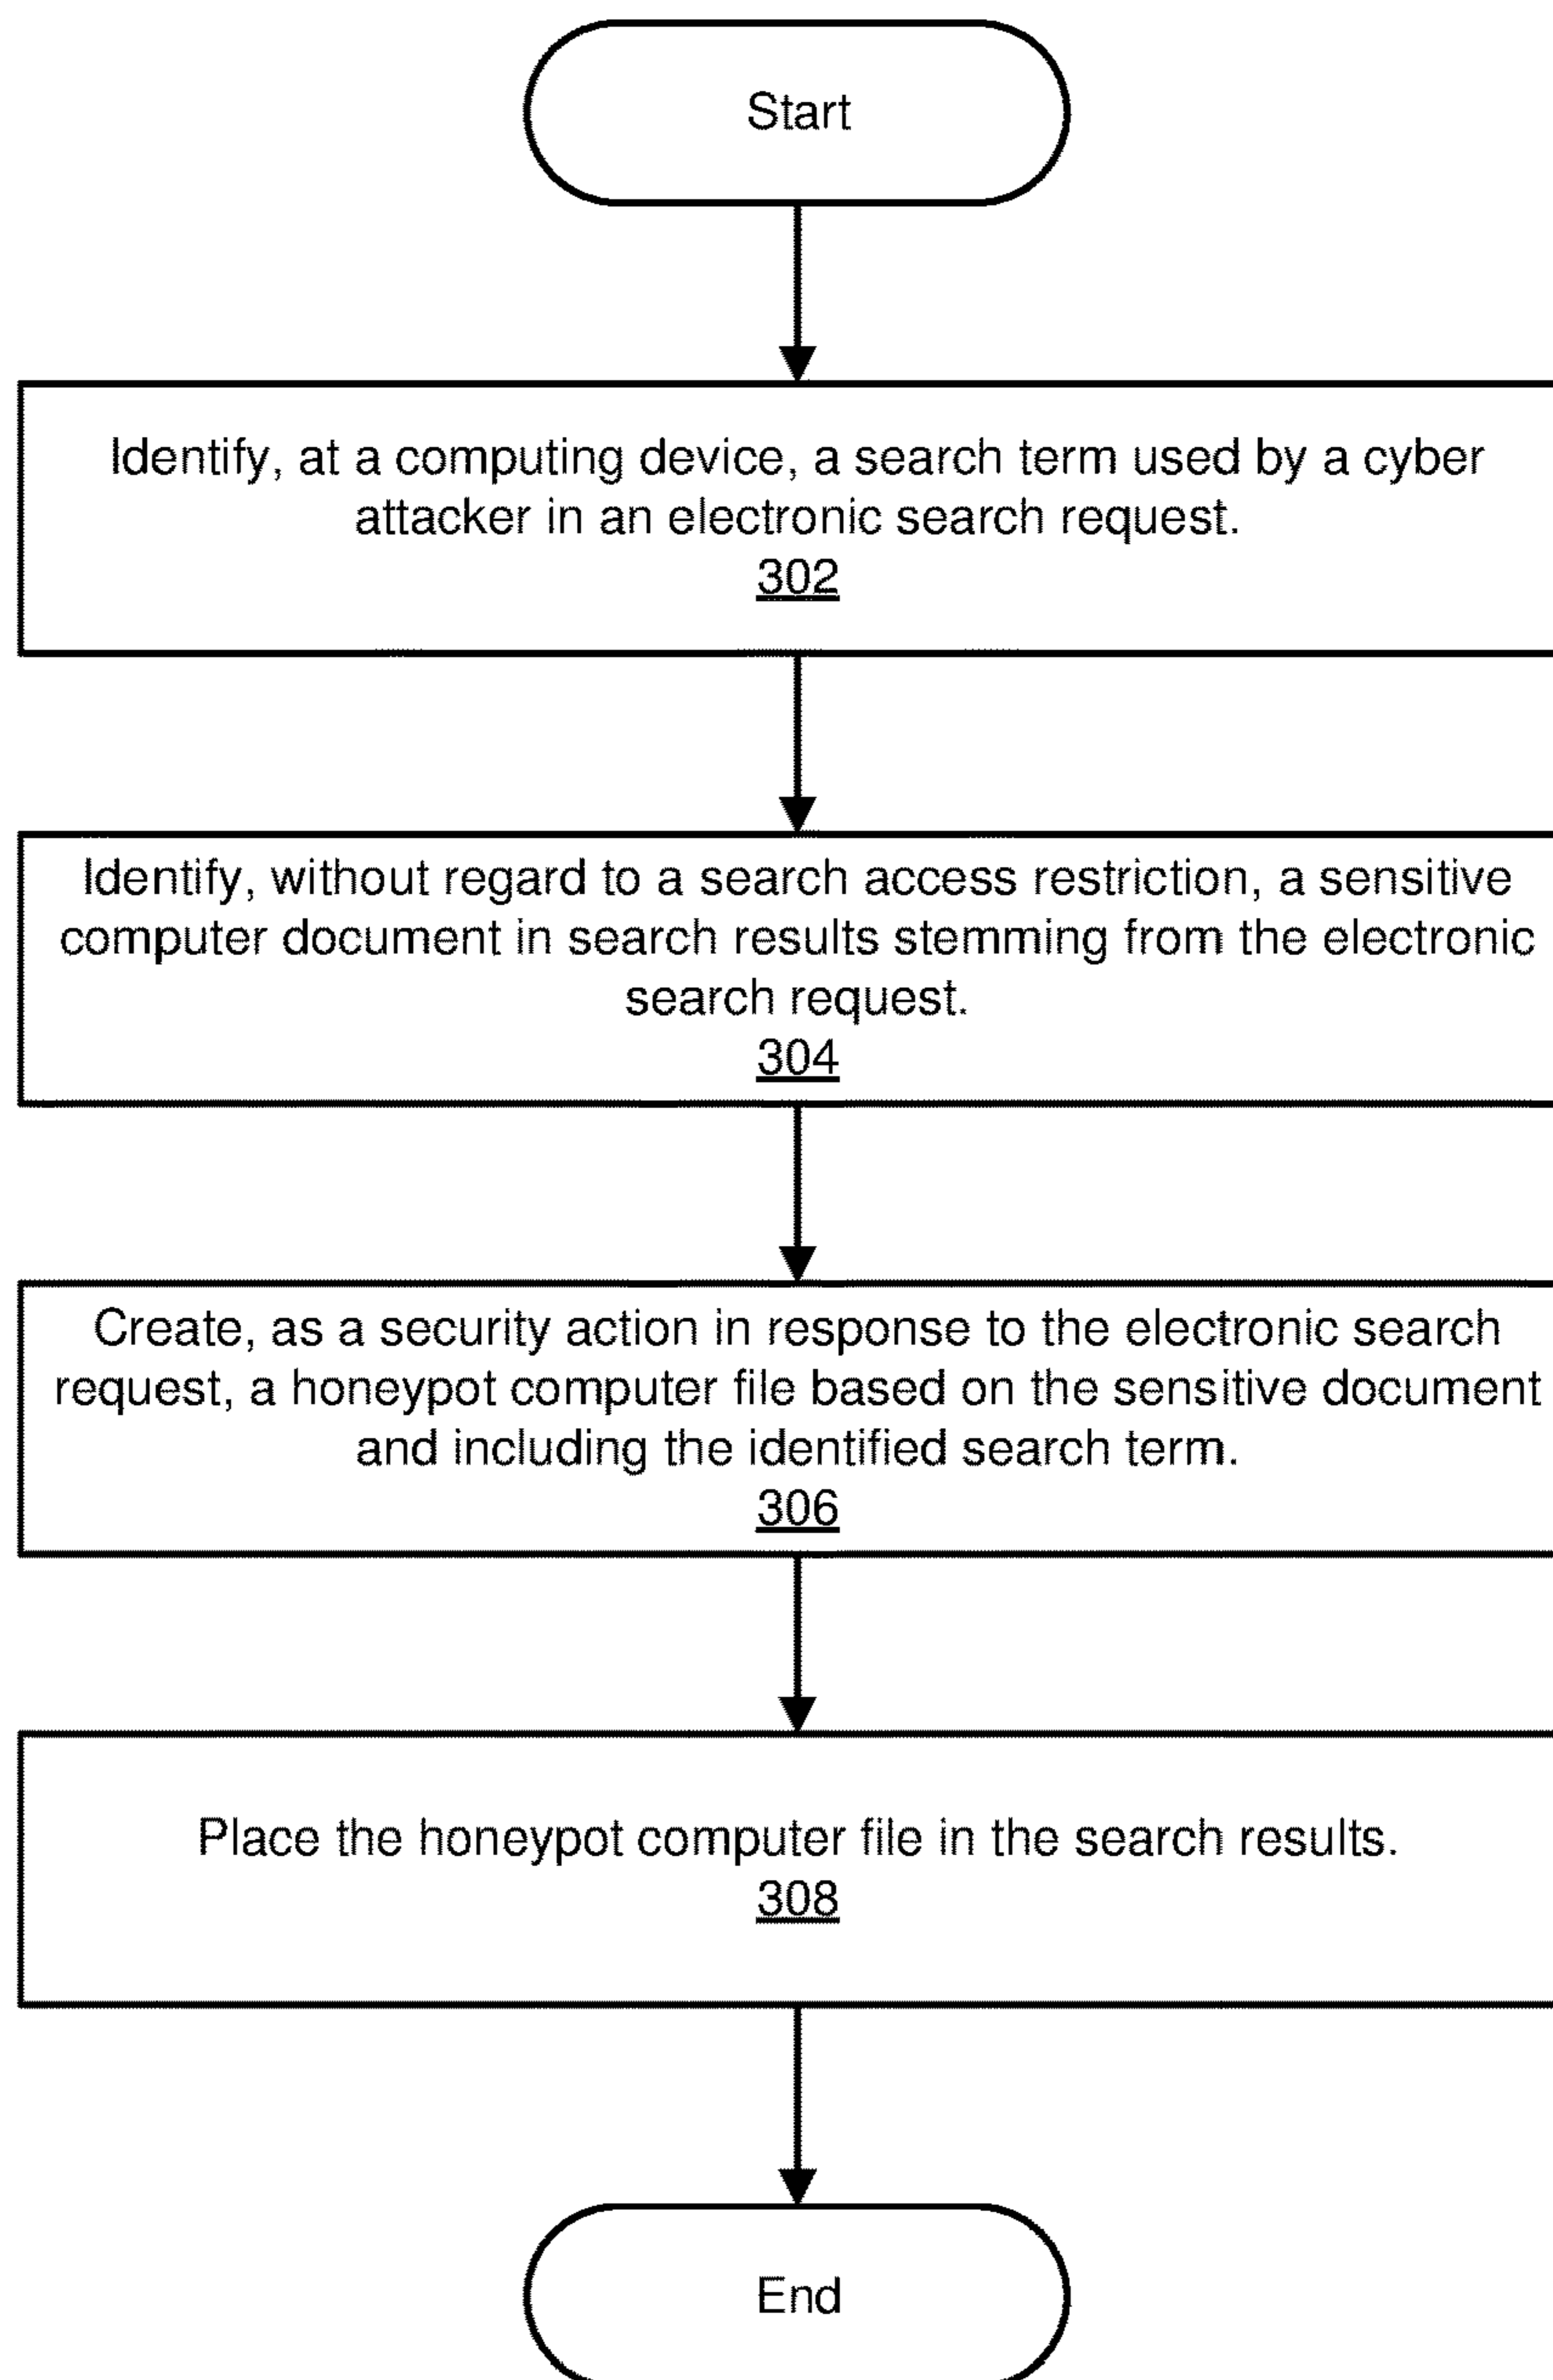 Start
Identify, at a computing device, a search term used by a cyber
attacker in an electronic search request.
302
Identify, without regard to a search access restriction, a sensitive
computer document in search results stemming from the electronic
search request.
304
Create, as a security action in response to the electronic search
request, a honeypot computer file based on the sensitive document
and including the identified search term.
306
Place the honeypot computer file in the search results.
308
End